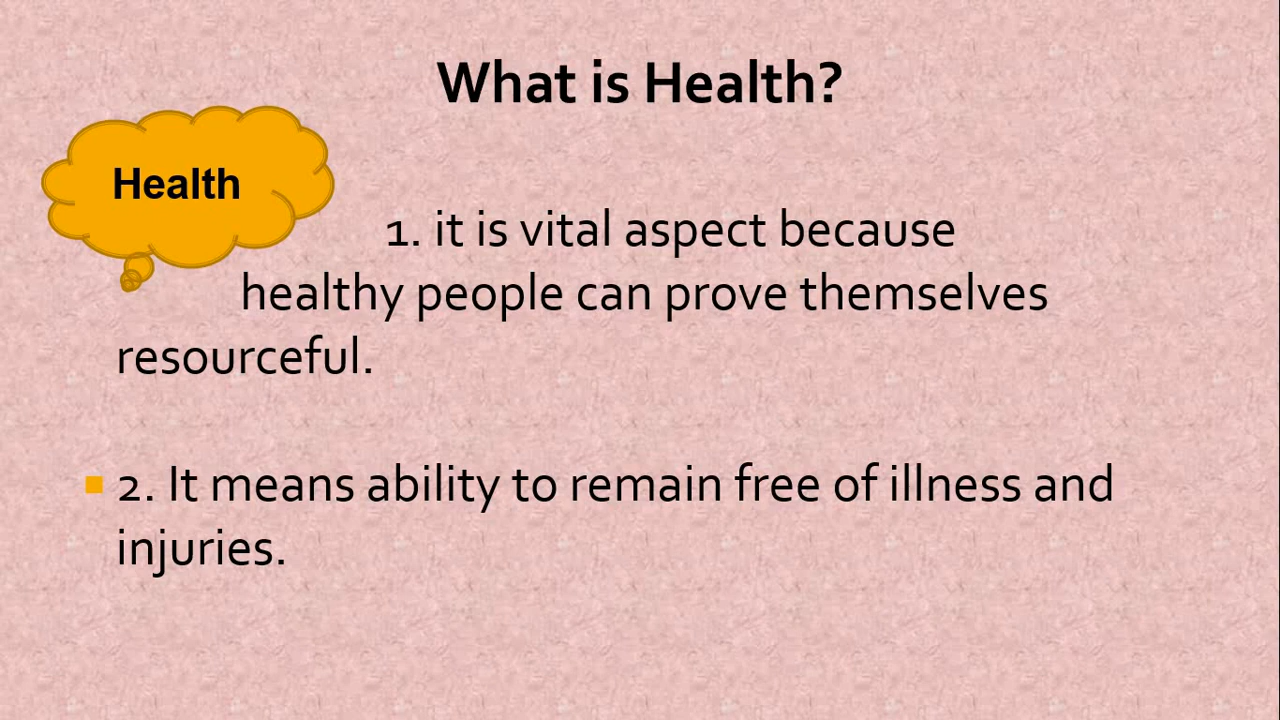 What is Health?
Health
1. it is vital aspect because
healthy people can prove themselves
resourceful.
2. It means ability to remain free of illness and
injuries.